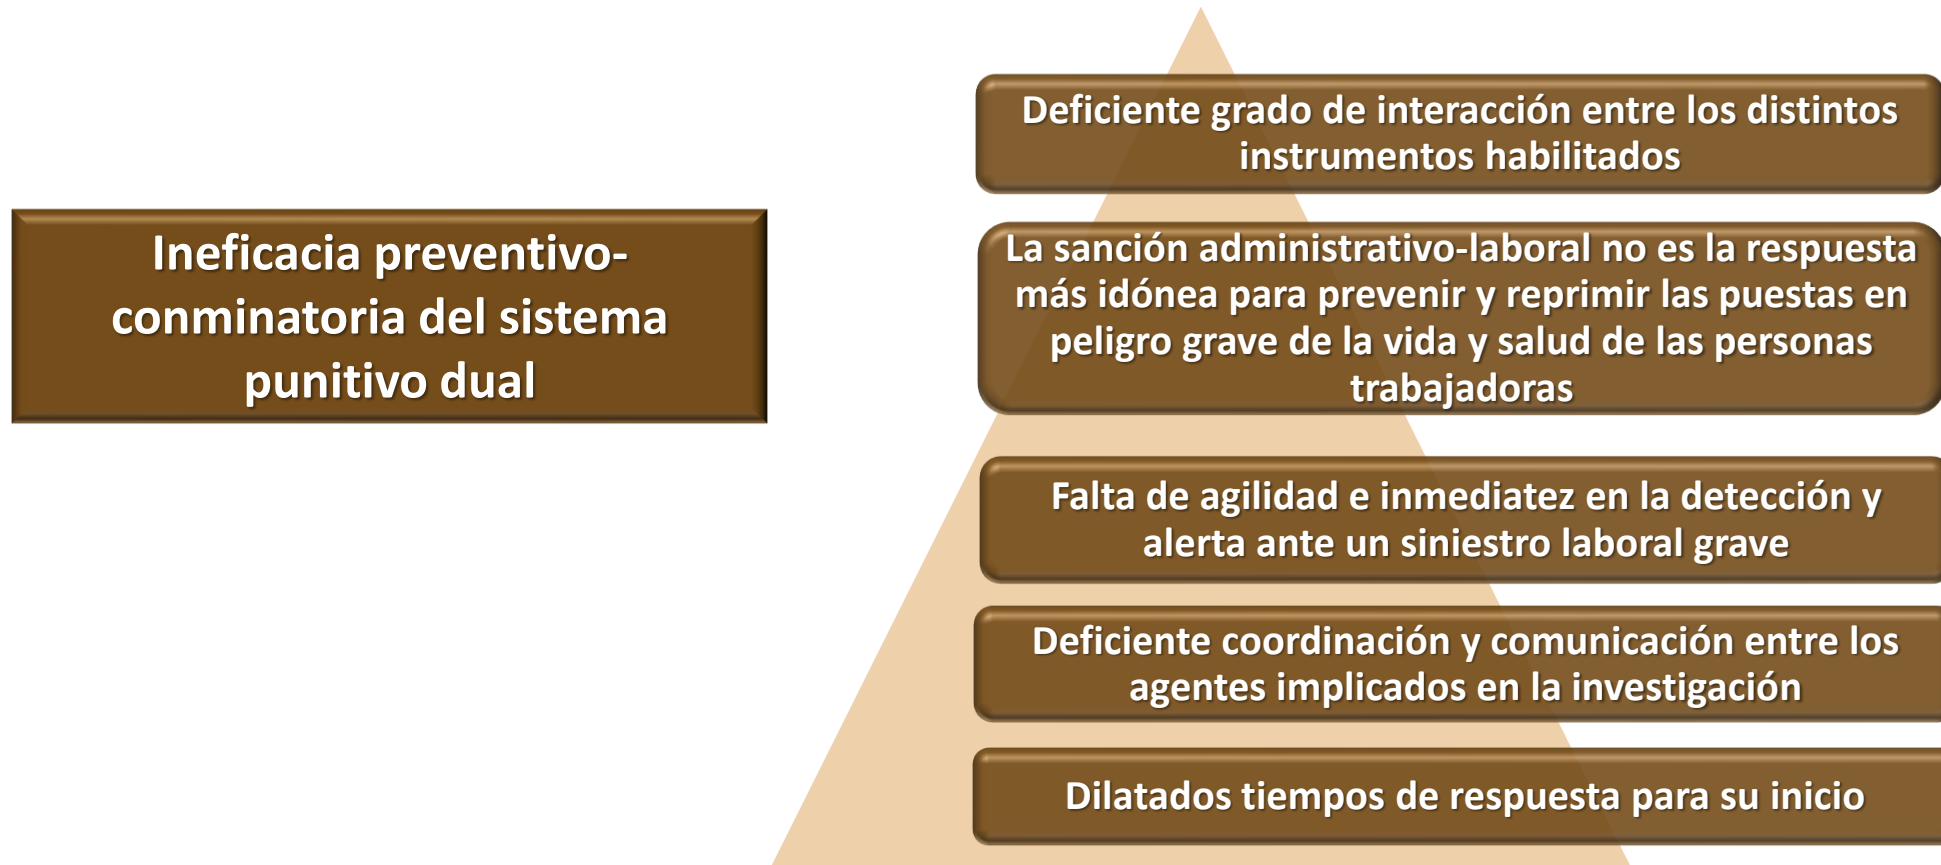 Ineficacia preventivo-
conminatoria del sistema
punitivo dual
Deficiente grado de interacción entre los distintos
instrumentos habilitados
La sanción administrativo-laboral no es la respuesta
más idónea para prevenir y reprimir las puestas en
peligro grave de la vida y salud de las personas
trabajadoras
Falta de agilidad e inmediatez en la detección y
alerta ante un siniestro laboral grave
Deficiente coordinación y comunicación entre los
agentes implicados en la investigación
Dilatados tiempos de respuesta para su inicio